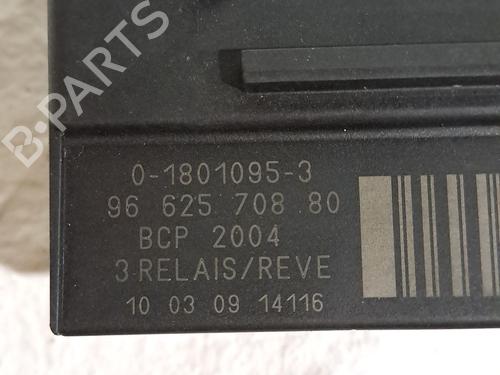 B-PARTS
0-1801095-3
96 625 708 80
BCP 2004
3 RELAIS/REVE
10 03 09 14116